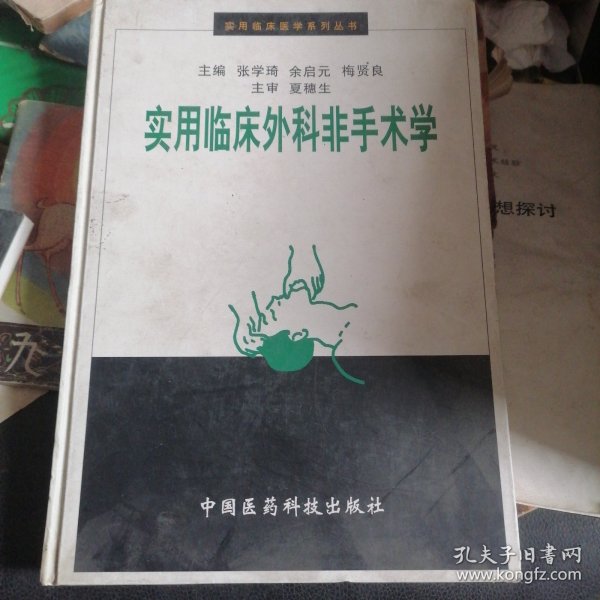 实用临床医学系列丛书
主编 张学琦 余启元 梅贤良
主审 夏穗生
实用临床外科非手术学
中国医药科技出版社
想探讨
九
孔夫子旧书网
www.kongfz.com